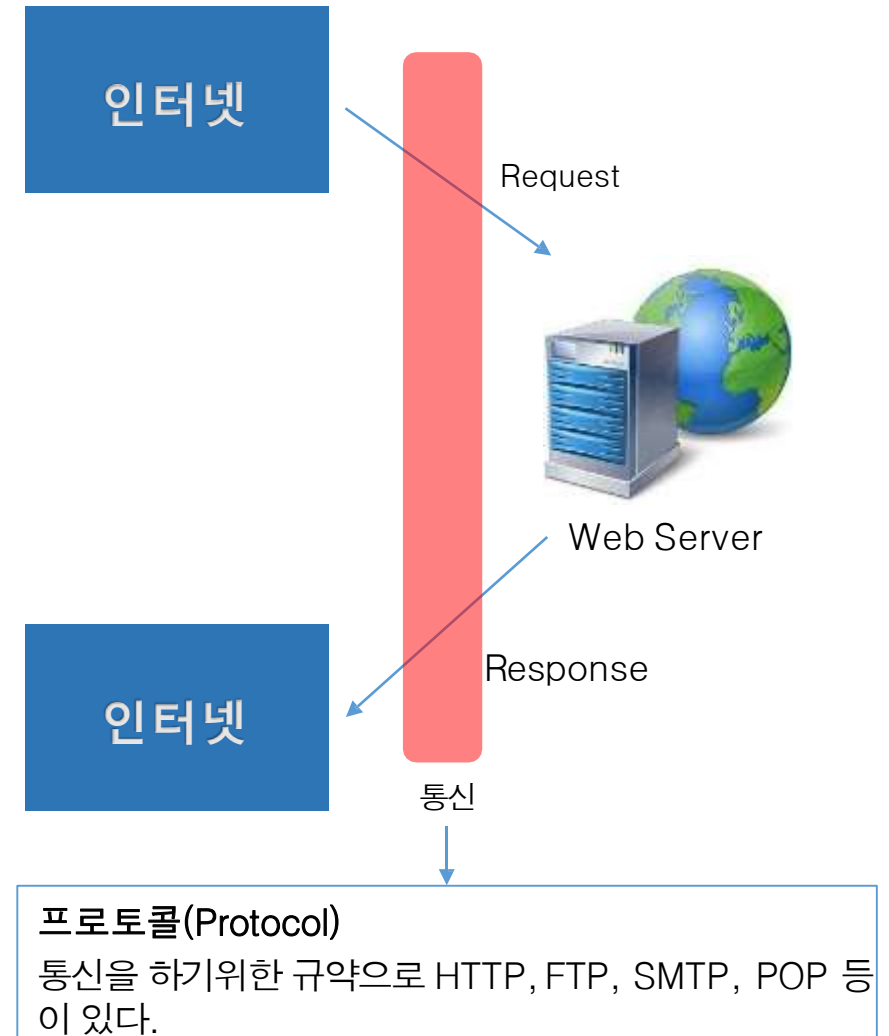 인터넷
Request
Web Server
Response
인터넷
통신
프로토콜(Protocol)
통신을 하기위한 규약으로 HTTP, FTP, SMTP, POP 등
이 있다.